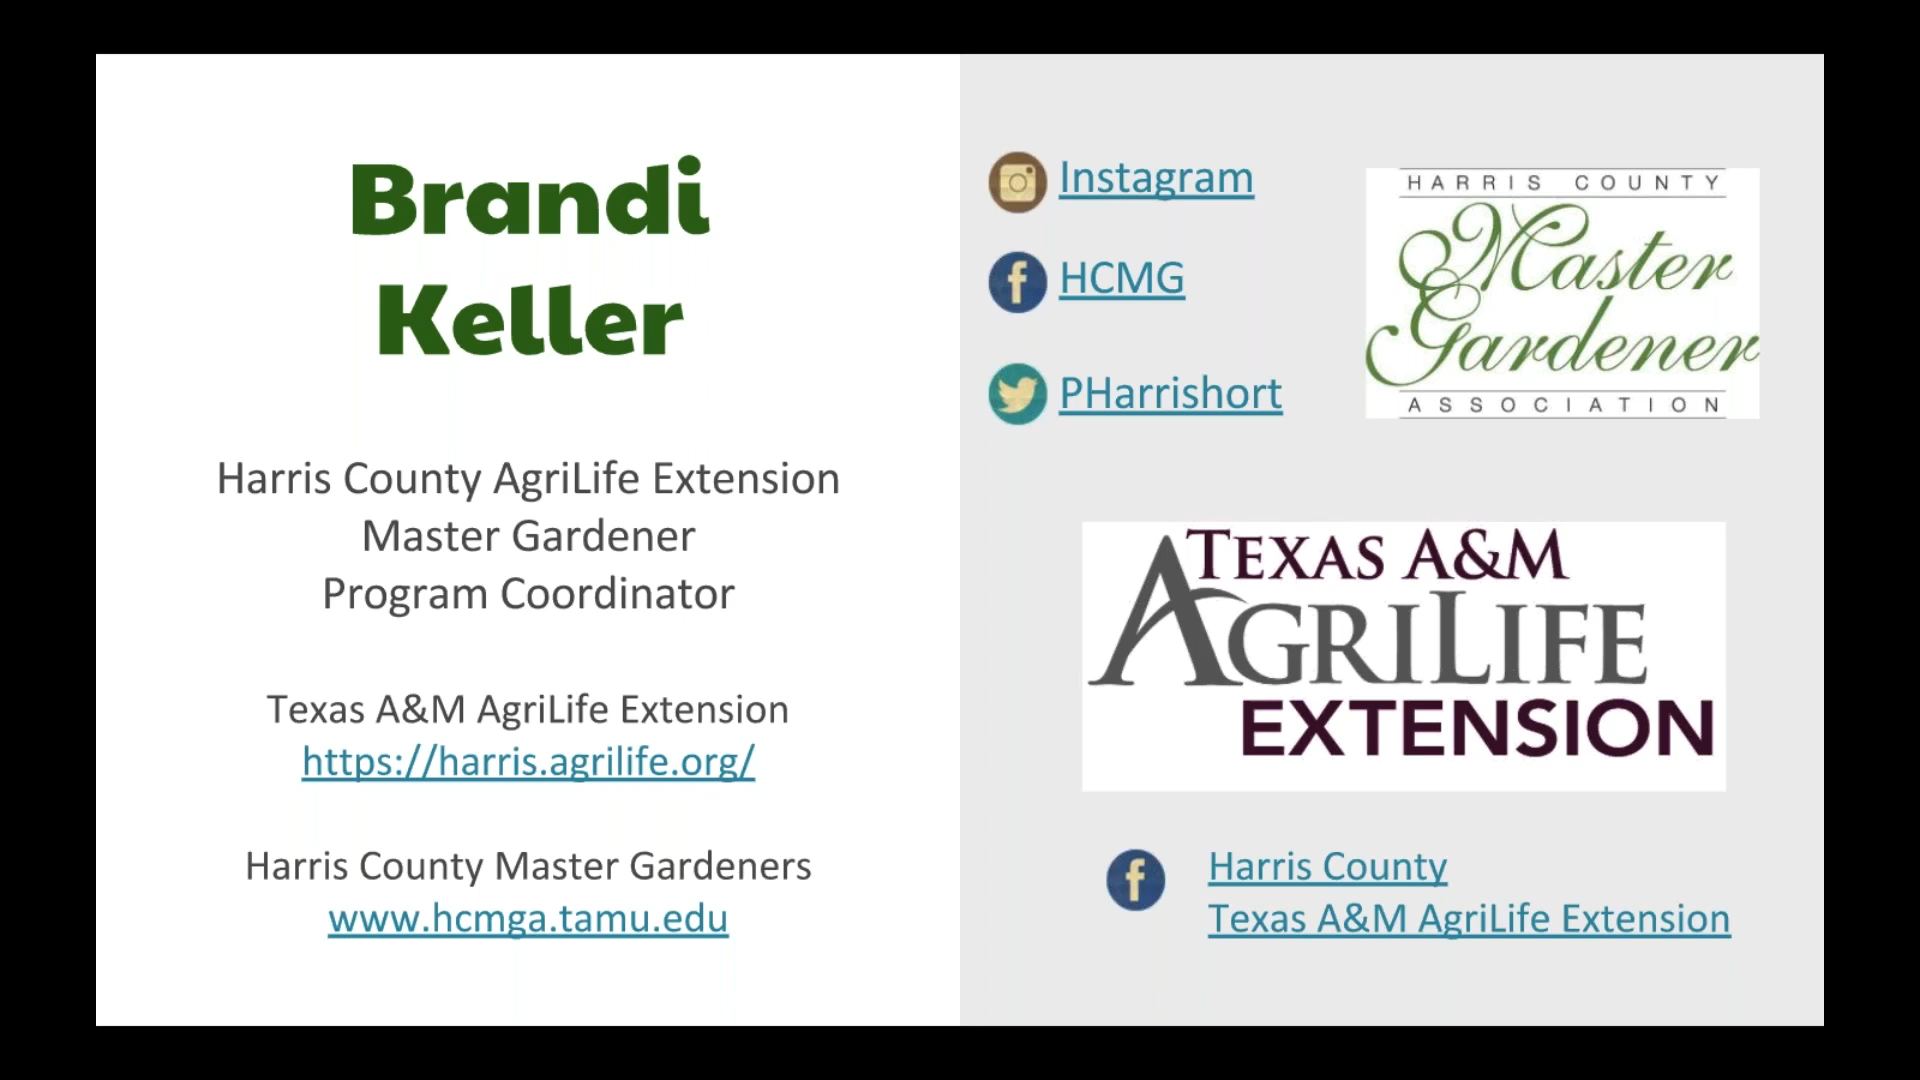 Brandi
Keller
Harris County AgriLife Extension
Master Gardener
Program Coordinator
Texas A&M AgriLife Extension
https://harris.agrilife.org/
Harris County Master Gardeners
www.hcmga.tamu.edu
Instagram
HCMG
PHarrishort
HARRIS COUNTY
Master
Gardener
ASSOCIATION
TEXAS A&M
AGRILIFE
EXTENSION
Harris County
Texas A&M AgriLife Extension